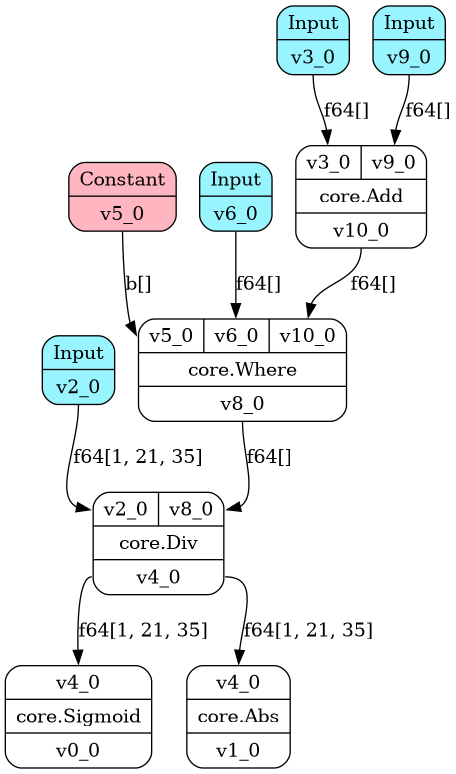 Input
v3_0
Input
v9_0
f64[]
f64[]
Constant
v5_0
Input
v6_0
v3_0
v9_0
core.Add
v10_0
b[]
f64[]
f64[]
Input
v2_0
v5_0
v6_0
v10_0
core.Where
v8_0
f64[1, 21, 35]
f64[]
v2_0
v8_0
core.Div
v4_0
f64[1, 21, 35]
f64[1, 21, 35]
v4_0
core.Sigmoid
v0_0
v4_0
core.Abs
v1_0